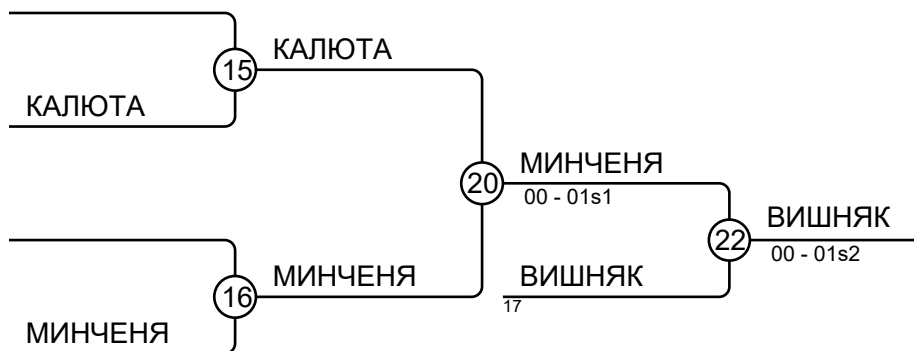 КАЛЮТА
15
КАЛЮТА
МИНЧЕНЯ
20
00 - 01s1
ВИШНЯК
22
00 - 01s2
МИНЧЕНЯ
ВИШНЯК
16
17
МИНЧЕНЯ